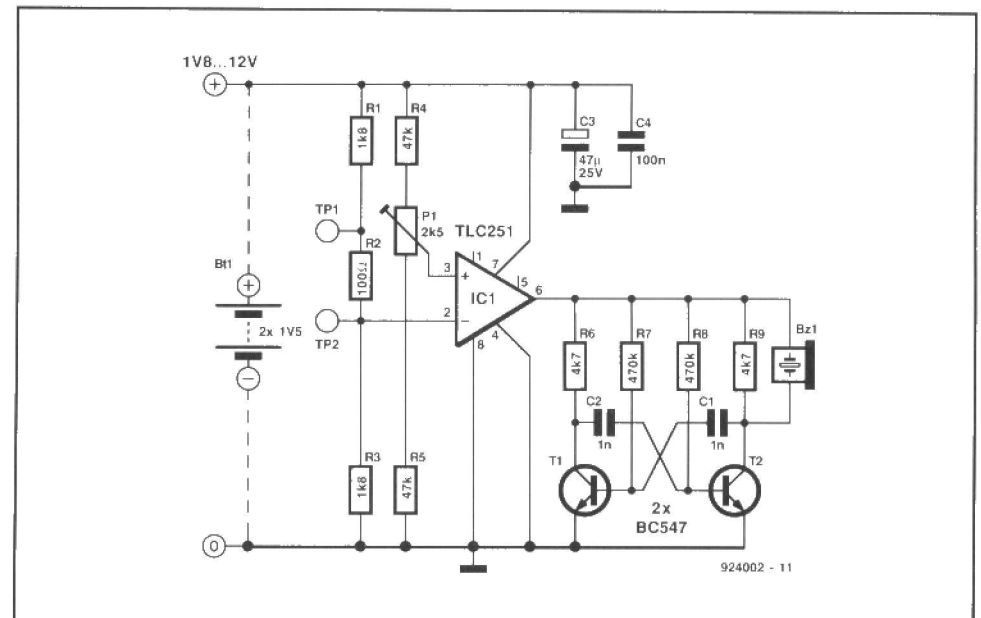 1V8...12V
+
R1
1k8
R4
47k
C3
47µ
25V
C4
100n
TP1
P1
2k5
TLC251
R2
100Ω
1
7
3
+
5
IC1
6
Bt1
+
2x 1V5
−
TP2
2
−
4
8
R6
4k7
R7
470k
R8
470k
R9
4k7
Bz1
C2
1n
C1
1n
R3
1k8
R5
47k
T1
T2
2x
BC547
0
924002 - 11